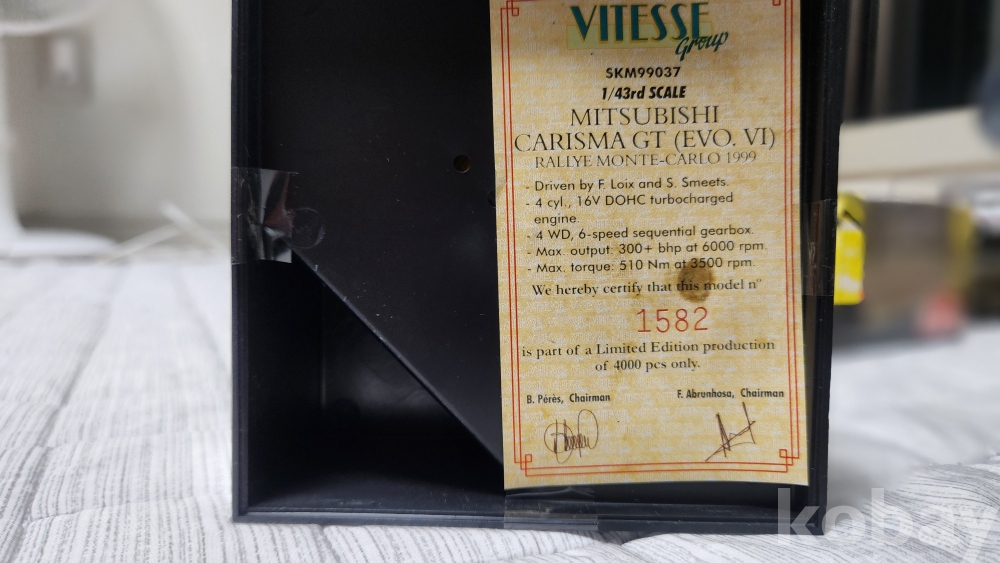 VITESSE
Group
SKM99037
1/43rd SCALE
MITSUBISHI
CARISMA GT (EVO. VI)
RALLYE MONTE-CARLO 1999
- Driven by F. Loix and S. Smeets.
- 4 cyl., 16V DOHC turbocharged
engine.
- 4 WD, 6-speed sequential gearbox.
- Max. output: 300+ bhp at 6000 rpm.
- Max. torque: 510 Nm at 3500 rpm.
We hereby certify that this model n°
1582
is part of a Limited Edition production
of 4000 pcs only.
B. Pérès, Chairman
F. Abrunhosa, Chairman
kobay